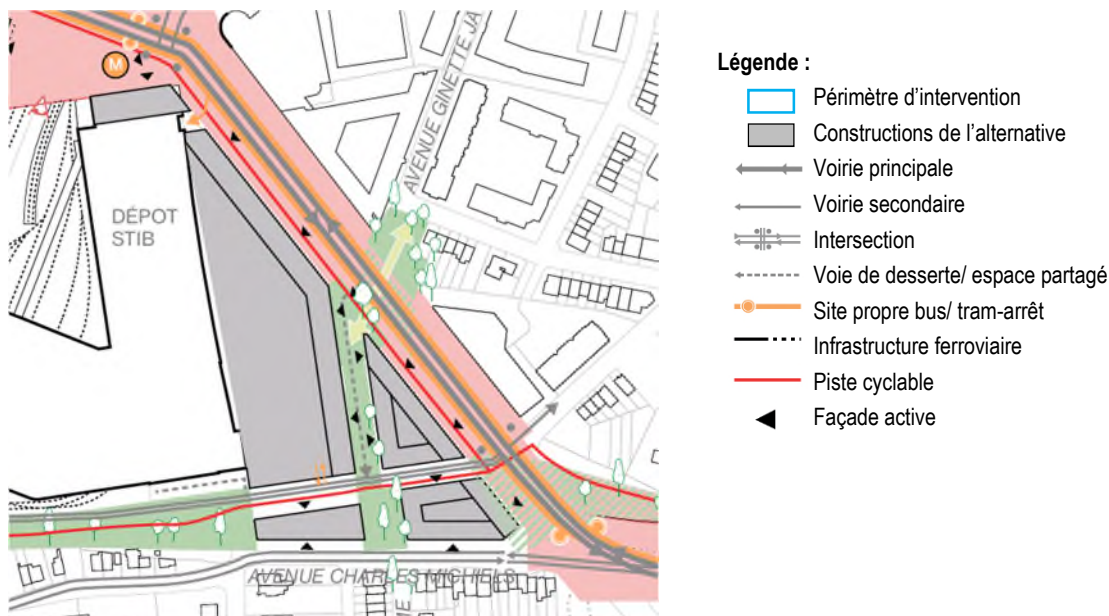 M
AVENUE GINETTE JA
DÉPOT
STIB
AVENUE CHARLES MICHIELS
Légende :
Périmètre d'intervention
Constructions de l'alternative
Voirie principale
Voirie secondaire
Intersection
Voie de desserte/ espace partagé
Site propre bus/ tram-arrêt
Infrastructure ferroviaire
Piste cyclable
Façade active